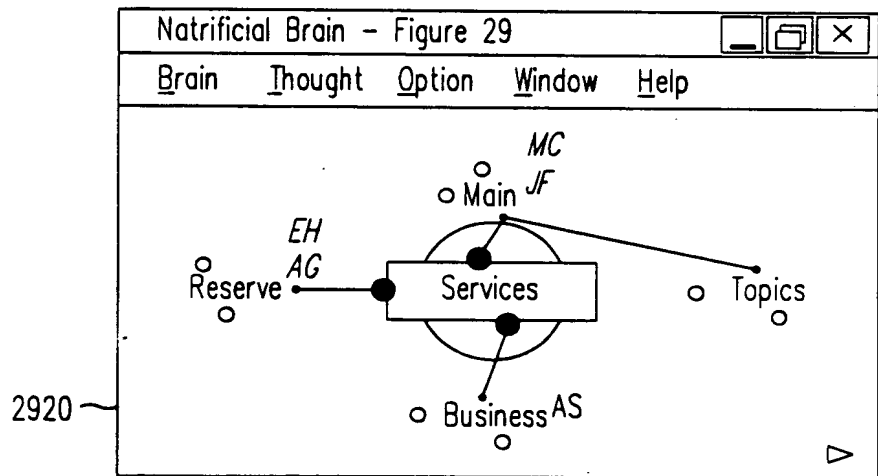 Natrificial Brain - Figure 29
Brain Thought Option Window Help
MC
Main JF
EH
AG
Reserve
Services
Topics
2920
Business AS